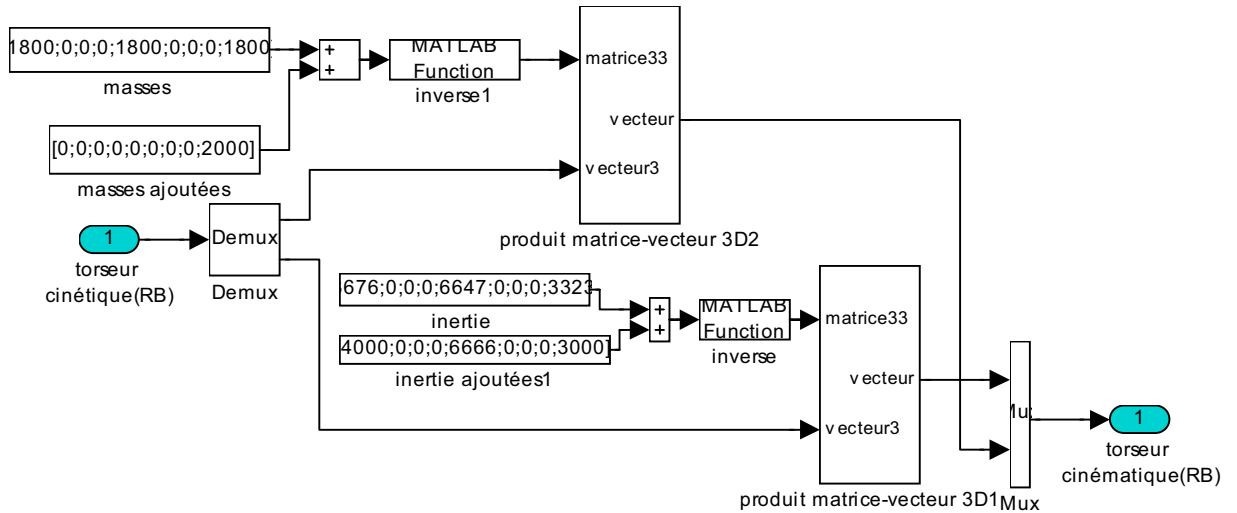 1800;0;0;0;1800;0;0;0;1800
masses
+
+
MATLAB
Function
inverse1
matrice33
vecteur
vecteur3
produit matrice-vecteur 3D2
[0;0;0;0;0;0;0;0;2000]
masses ajoutées
1
torseur
cinétique(RB)
Demux
Demux
676;0;0;0;6647;0;0;0;3323
inertie
4000;0;0;0;6666;0;0;0;3000]
inertie ajoutées1
+
+
MATLAB
Function
inverse
matrice33
vecteur
vecteur3
produit matrice-vecteur 3D1
Mux
Mux
1
torseur
cinématique(RB)